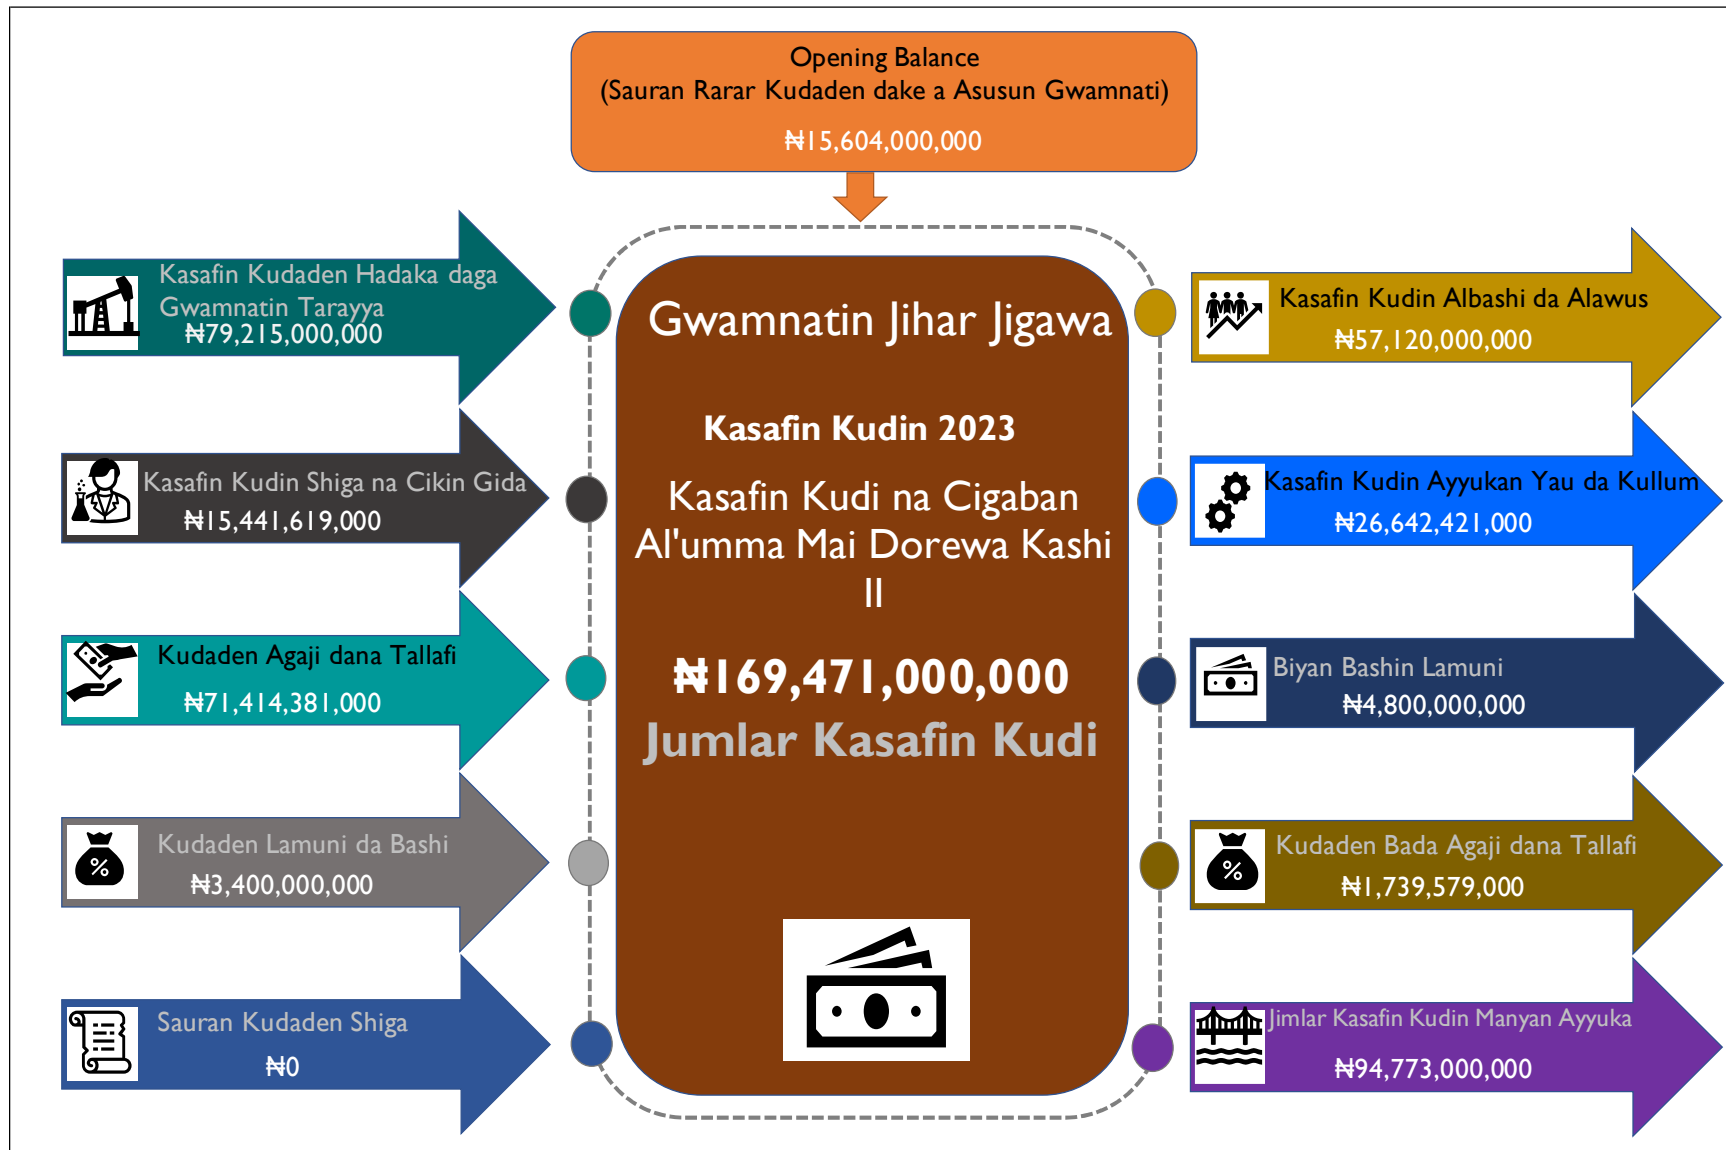 Opening Balance
(Sauran Rarar Kudaden dake a Asusun Gwamnati)
₦15,604,000,000
Kasafin Kudaden Hadaka daga
Gwamnatin Tarayya
₦79,215,000,000
Kasafin Kudin Shiga na Cikin Gida
₦15,441,619,000
Kudaden Agaji dana Tallafi
₦71,414,381,000
Kudaden Lamuni da Bashi
₦3,400,000,000
Sauran Kudaden Shiga
₦0
Gwamnatin Jihar Jigawa
Kasafin Kudin 2023
Kasafin Kudi na Cigaban
Al'umma Mai Dorewa Kashi
II
₦169,471,000,000
Jumlar Kasafin Kudi
Kasafin Kudin Albashi da Alawus
₦57,120,000,000
Kasafin Kudin Ayyukan Yau da Kullum
₦26,642,421,000
Biyan Bashin Lamuni
₦4,800,000,000
Kudaden Bada Agaji dana Tallafi
₦1,739,579,000
Jimlar Kasafin Kudin Manyan Ayyuka
₦94,773,000,000